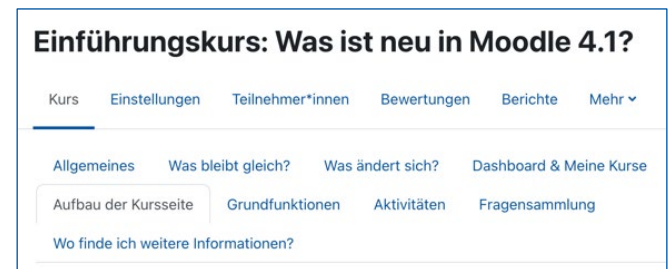 Einführungskurs: Was ist neu in Moodle 4.1?
Kurs Einstellungen Teilnehmer*innen Bewertungen Berichte Mehr
Allgemeines Was bleibt gleich? Was ändert sich? Dashboard & Meine Kurse
Aufbau der Kursseite Grundfunktionen Aktivitäten Fragensammlung
Wo finde ich weitere Informationen?